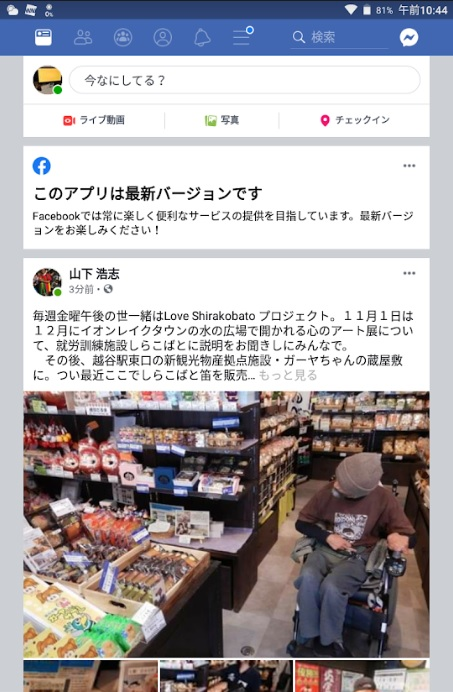 81% 午前10:44
検索
今なにしてる？
ライブ動画 写真 チェックイン
このアプリは最新バージョンです
Facebookでは常に楽しく便利なサービスの提供を目指しています。最新バージ
ョンをお楽しみください！
山下 浩志
3分前・
毎週金曜午後の世一緒はLove Shirakobato プロジェクト。１１月１日は
１２月にイオンレイクタウンの水の広場で開かれる心のアート展につい
て、就労訓練施設しらこばとに説明をお聞きしにみんなで。
　その後、越谷駅東口の新観光物産拠点施設・ガーヤちゃんの蔵屋敷
に。つい最近ここでしらこばと笛を販売... もっと見る